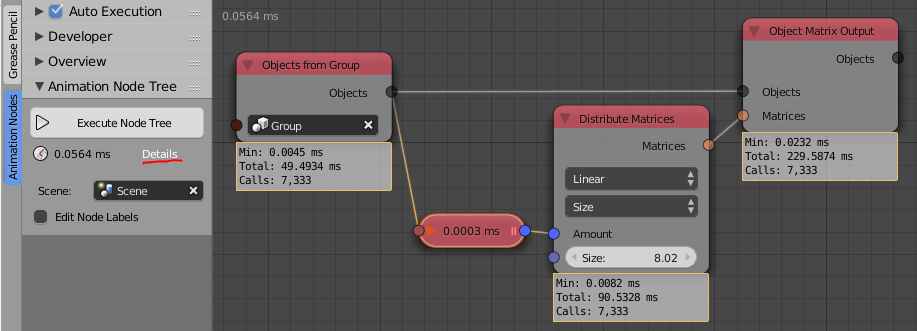 Grease Pencil
Animation Nodes
Auto Execution
Developer
Overview
Animation Node Tree
Execute Node Tree
0.0564 ms
Details
Scene:
Scene
Edit Node Labels
0.0564 ms
Objects from Group
Objects
Group
Min: 0.0045 ms
Total: 49.4934 ms
Calls: 7,333
0.0003 ms
Distribute Matrices
Matrices
Linear
Size
Amount
Size: 8.02
Min: 0.0082 ms
Total: 90.5328 ms
Calls: 7,333
Object Matrix Output
Objects
Objects
Matrices
Min: 0.0232 ms
Total: 229.5874 ms
Calls: 7,333